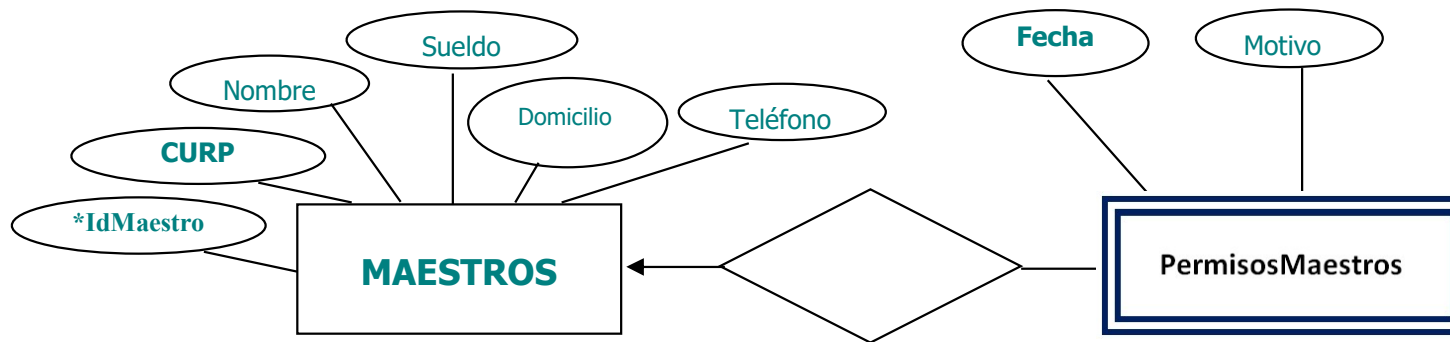 Sueldo
Fecha
Motivo
Nombre
Domicilio
Teléfono
CURP
*IdMaestro
MAESTROS
PermisosMaestros